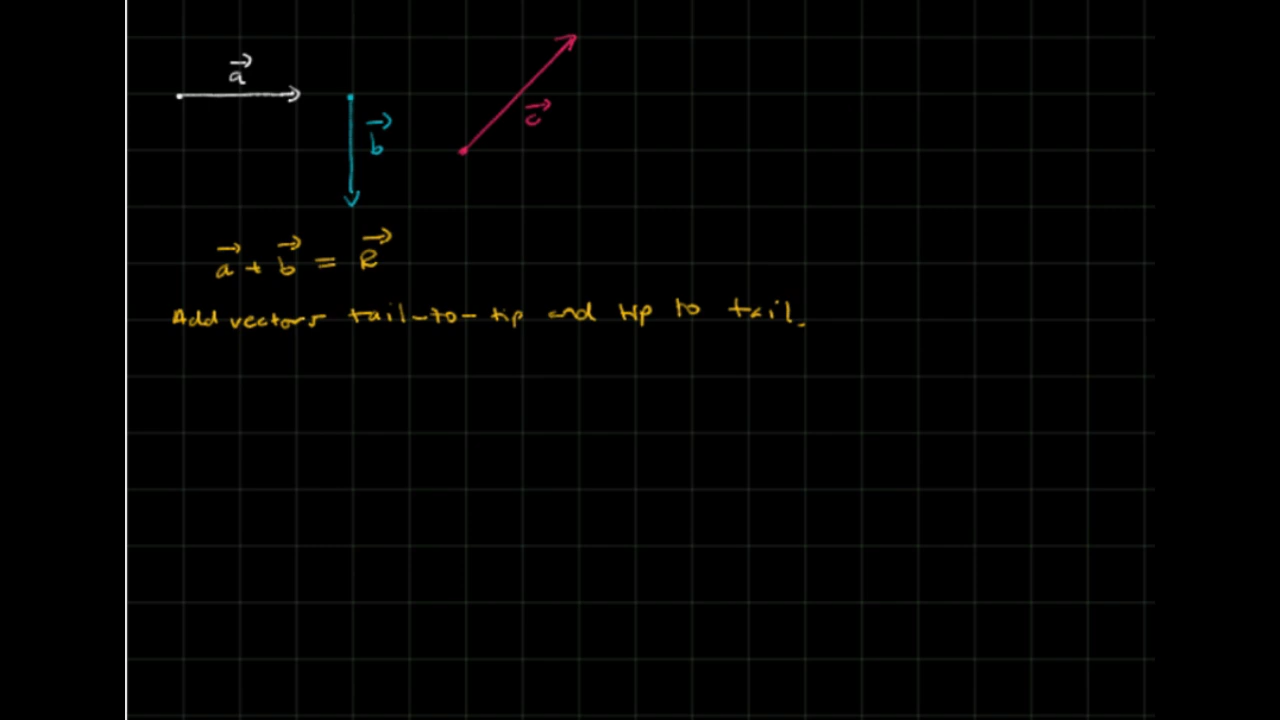 a⃗
b⃗
c⃗
a⃗ + b⃗ = R⃗
Add vectors tail-to-tip and tip to tail.